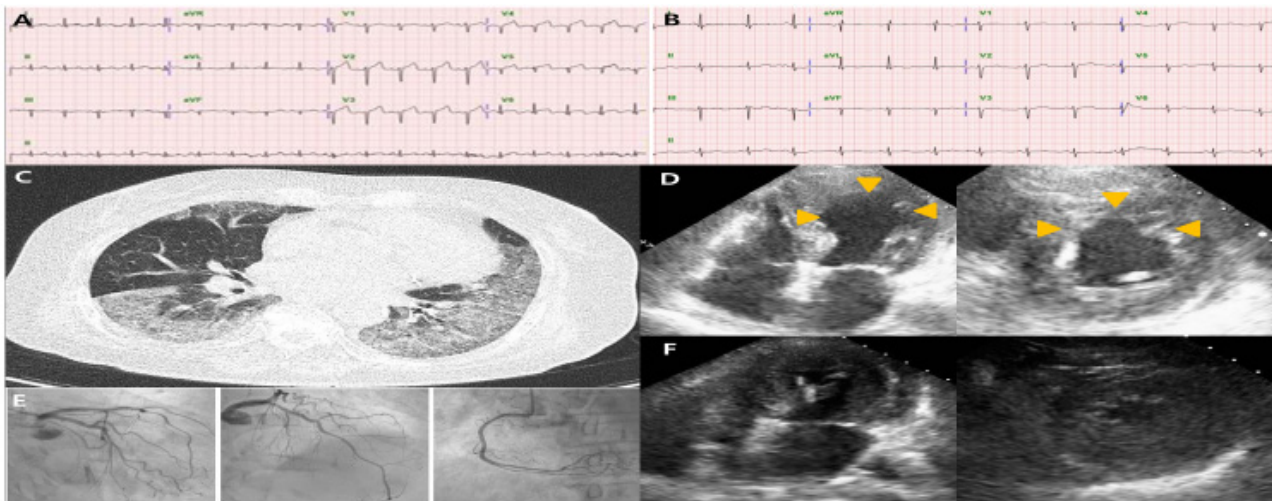 A aVR V1 V4
II aVL V2 V5
III aVF V3 V6
II
B aVR V1 V4
II aVL V2 V5
III aVF V3 V6
II
C
D
E
F